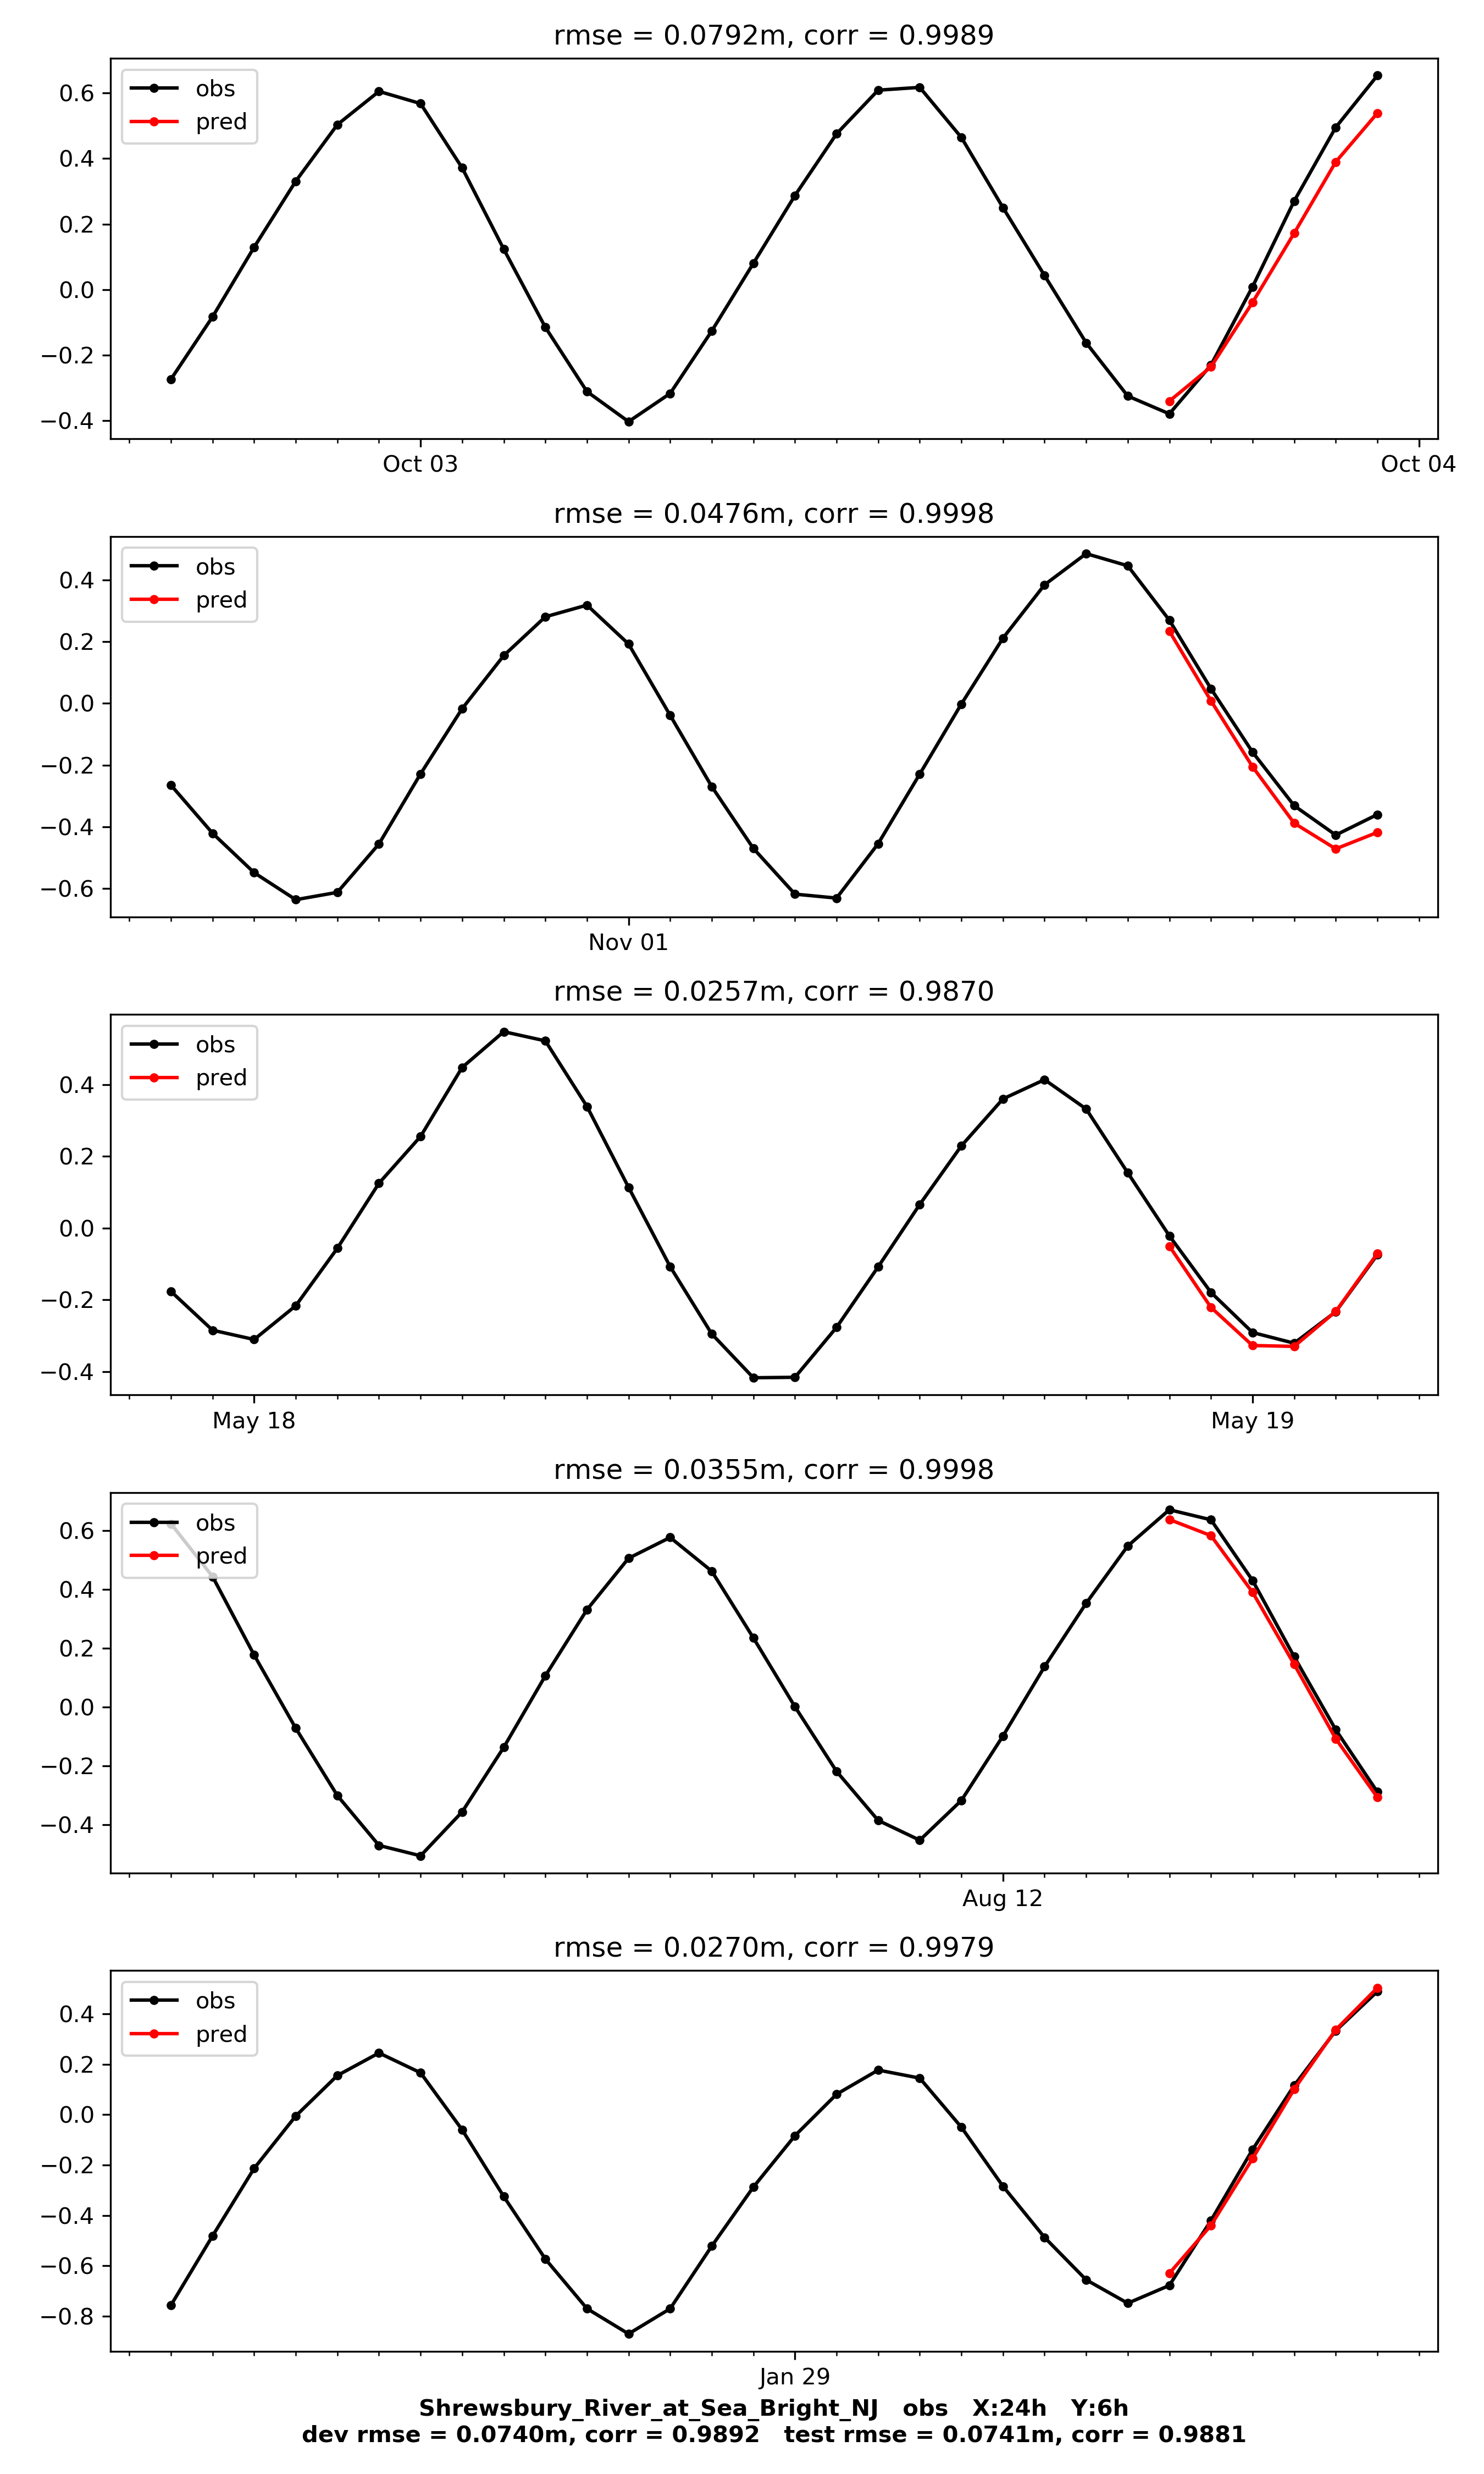 rmse = 0.0792m, corr = 0.9989
obs
pred
0.6
0.4
0.2
0.0
−0.2
−0.4
Oct 03
Oct 04
rmse = 0.0476m, corr = 0.9998
obs
pred
0.4
0.2
0.0
−0.2
−0.4
−0.6
Nov 01
rmse = 0.0257m, corr = 0.9870
obs
pred
0.4
0.2
0.0
−0.2
−0.4
May 18
May 19
rmse = 0.0355m, corr = 0.9998
obs
pred
0.6
0.4
0.2
0.0
−0.2
−0.4
Aug 12
rmse = 0.0270m, corr = 0.9979
obs
pred
0.4
0.2
0.0
−0.2
−0.4
−0.6
−0.8
Jan 29
Shrewsbury_River_at_Sea_Bright_NJ obs X:24h Y:6h
dev rmse = 0.0740m, corr = 0.9892 test rmse = 0.0741m, corr = 0.9881